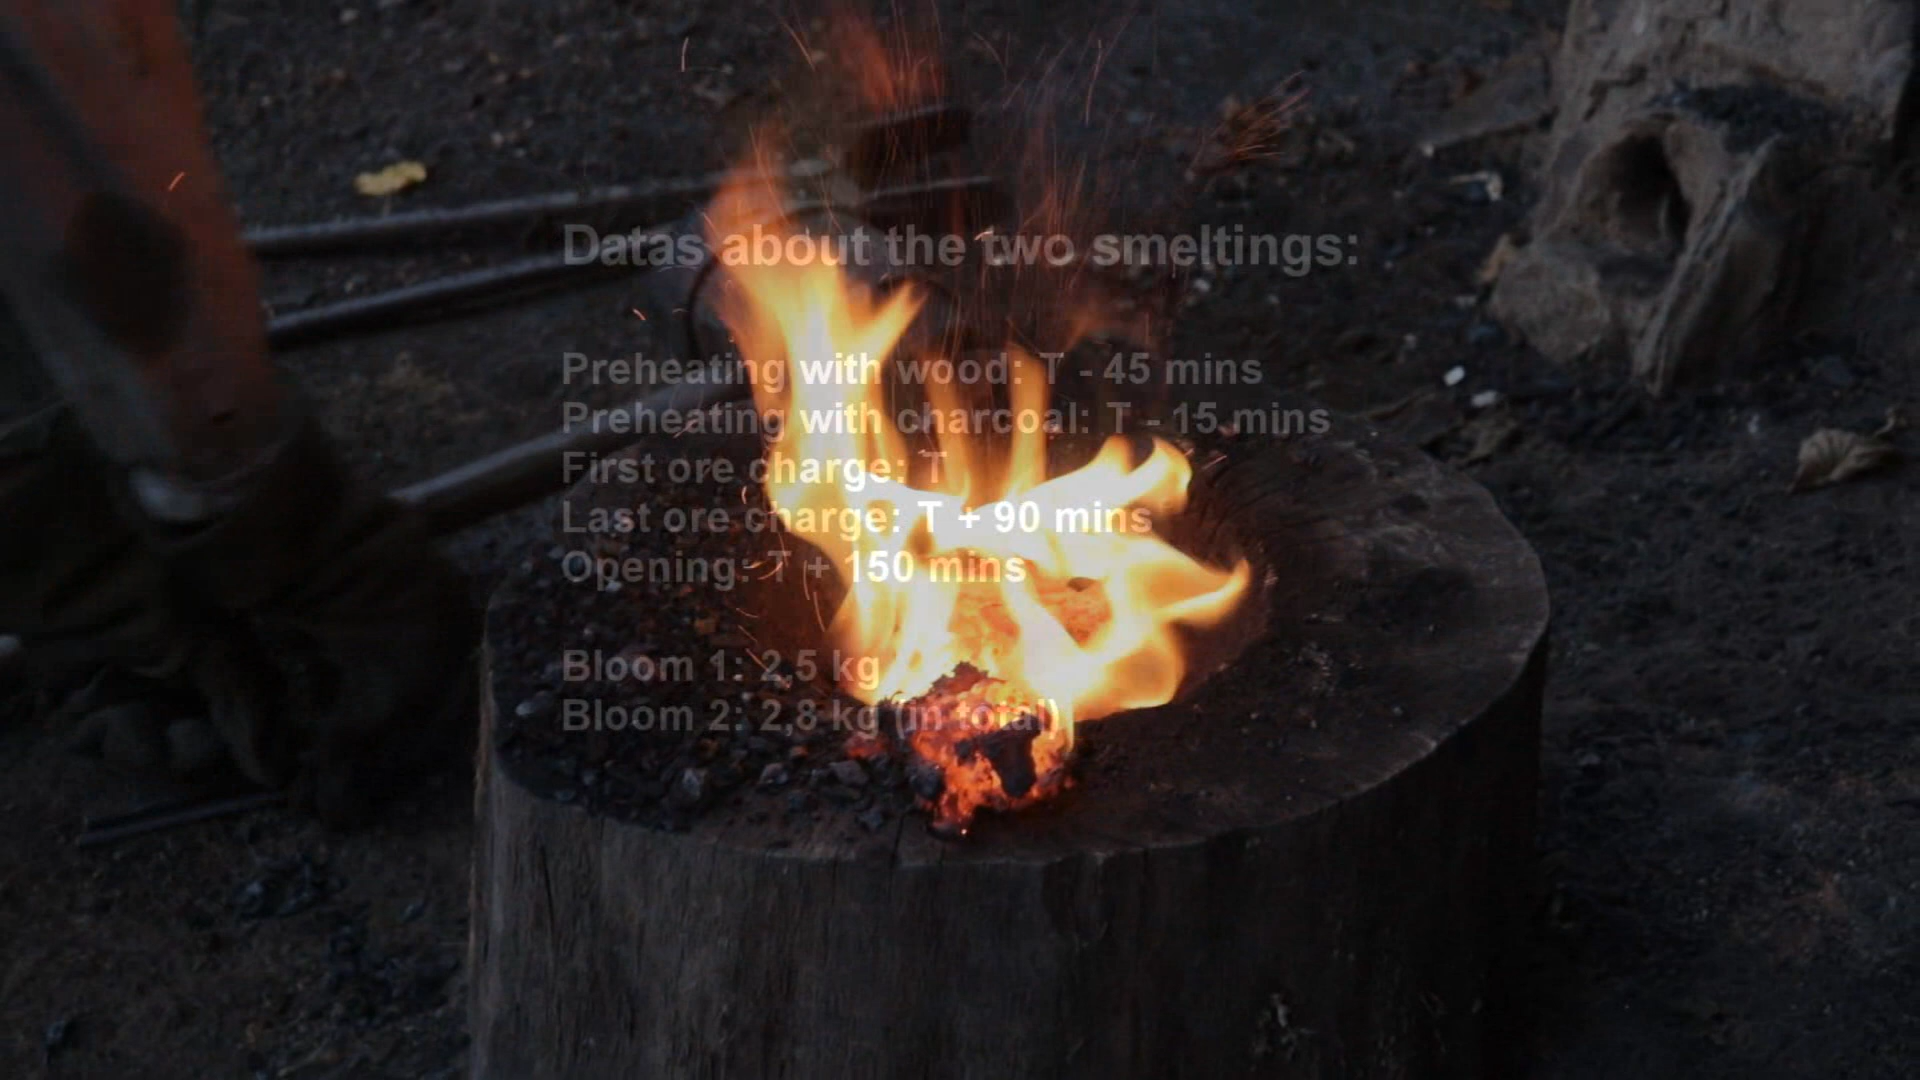 Datas about the two smeltings:
Preheating with wood: T - 45 mins
Preheating with charcoal: T - 15 mins
First ore charge: T
Last ore charge: T + 90 mins
Opening: T + 150 mins
Bloom 1: 2,5 kg
Bloom 2: 2,8 kg (in total)